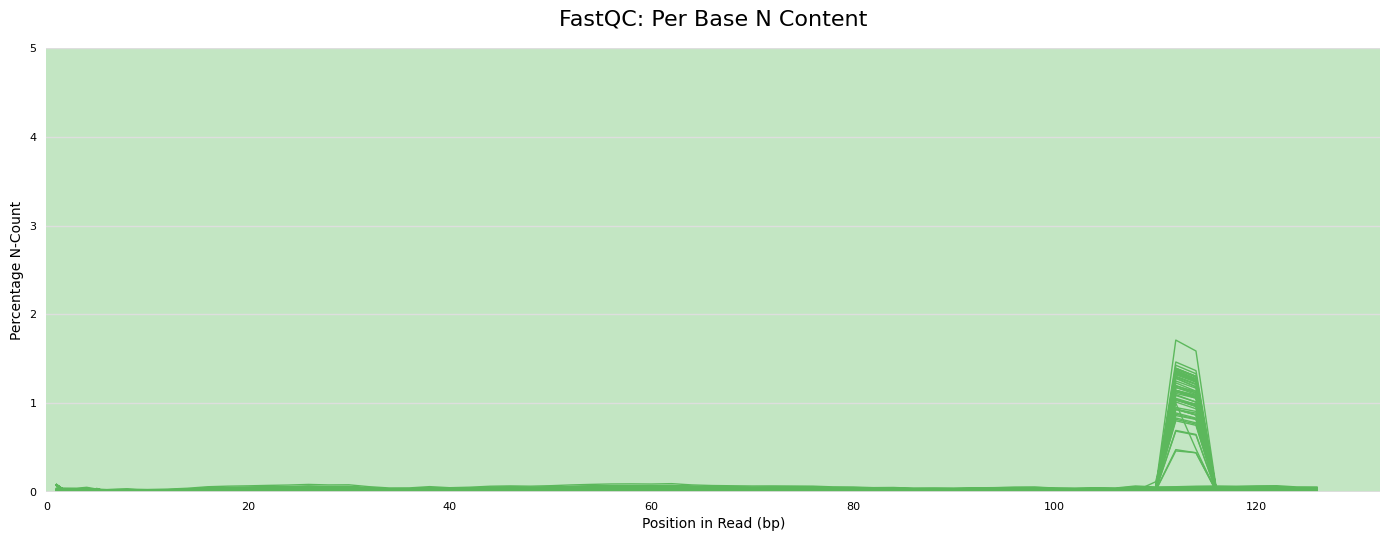 FastQC: Per Base N Content
Percentage N-Count
5
4
3
2
1
0
0 20 40 60 80 100 120
Position in Read (bp)